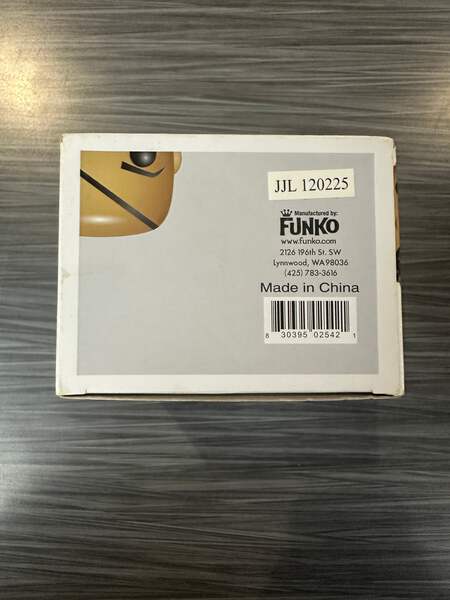 JJL 120225
Manufactured by:
FUNKO
www.funko.com
2126 196th St. SW
Lynnwood, WA98036
(425) 783-3616
Made in China
8 30395 02542 1